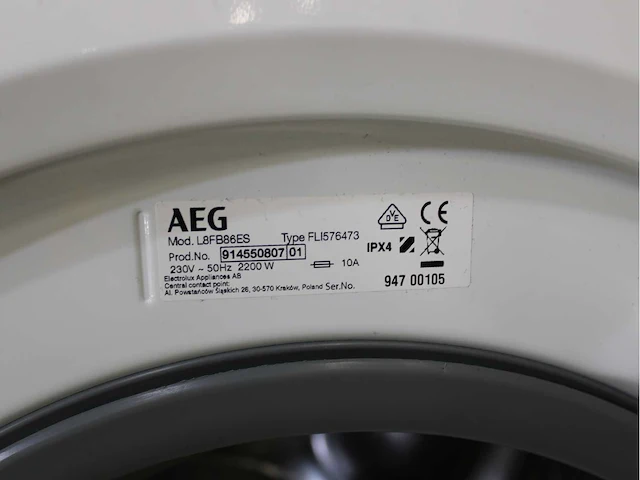 AEG
Mod. L8FB86ES Type FLI576473
Prod.No. 914550807 01
230V ~ 50Hz 2200 W 10A
Electrolux Appliances AB
Central contact point:
Al. Powstańców Śląskich 26, 30-570 Kraków, Poland Ser.No. 947 00105
DVE CE
IPX4